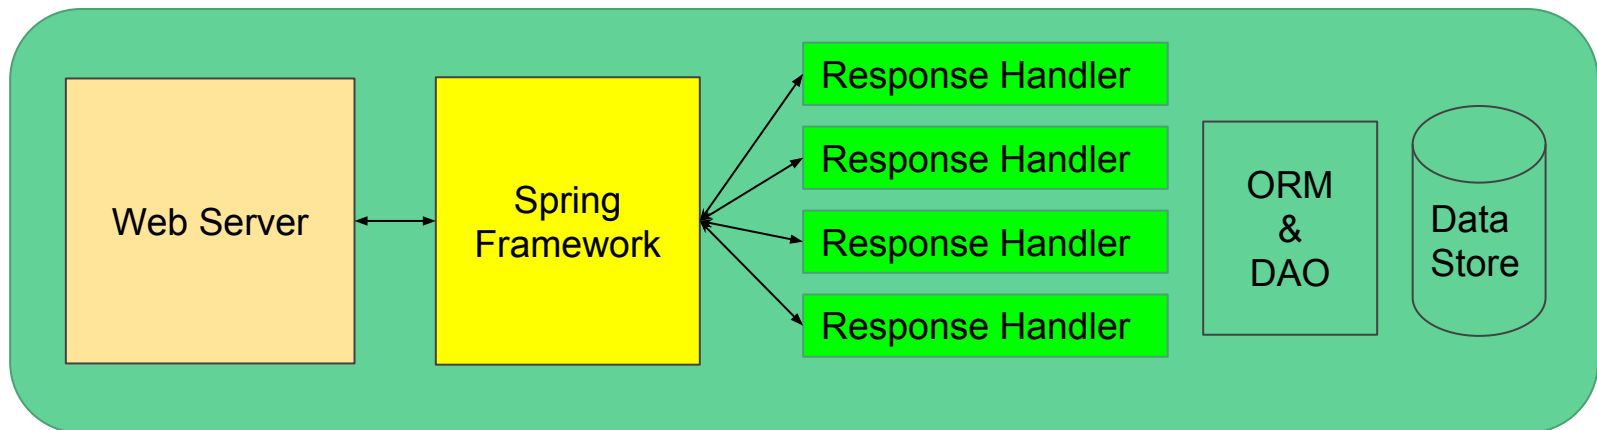 Web Server
Spring
Framework
Response Handler
Response Handler
Response Handler
Response Handler
ORM
&
DAO
Data
Store